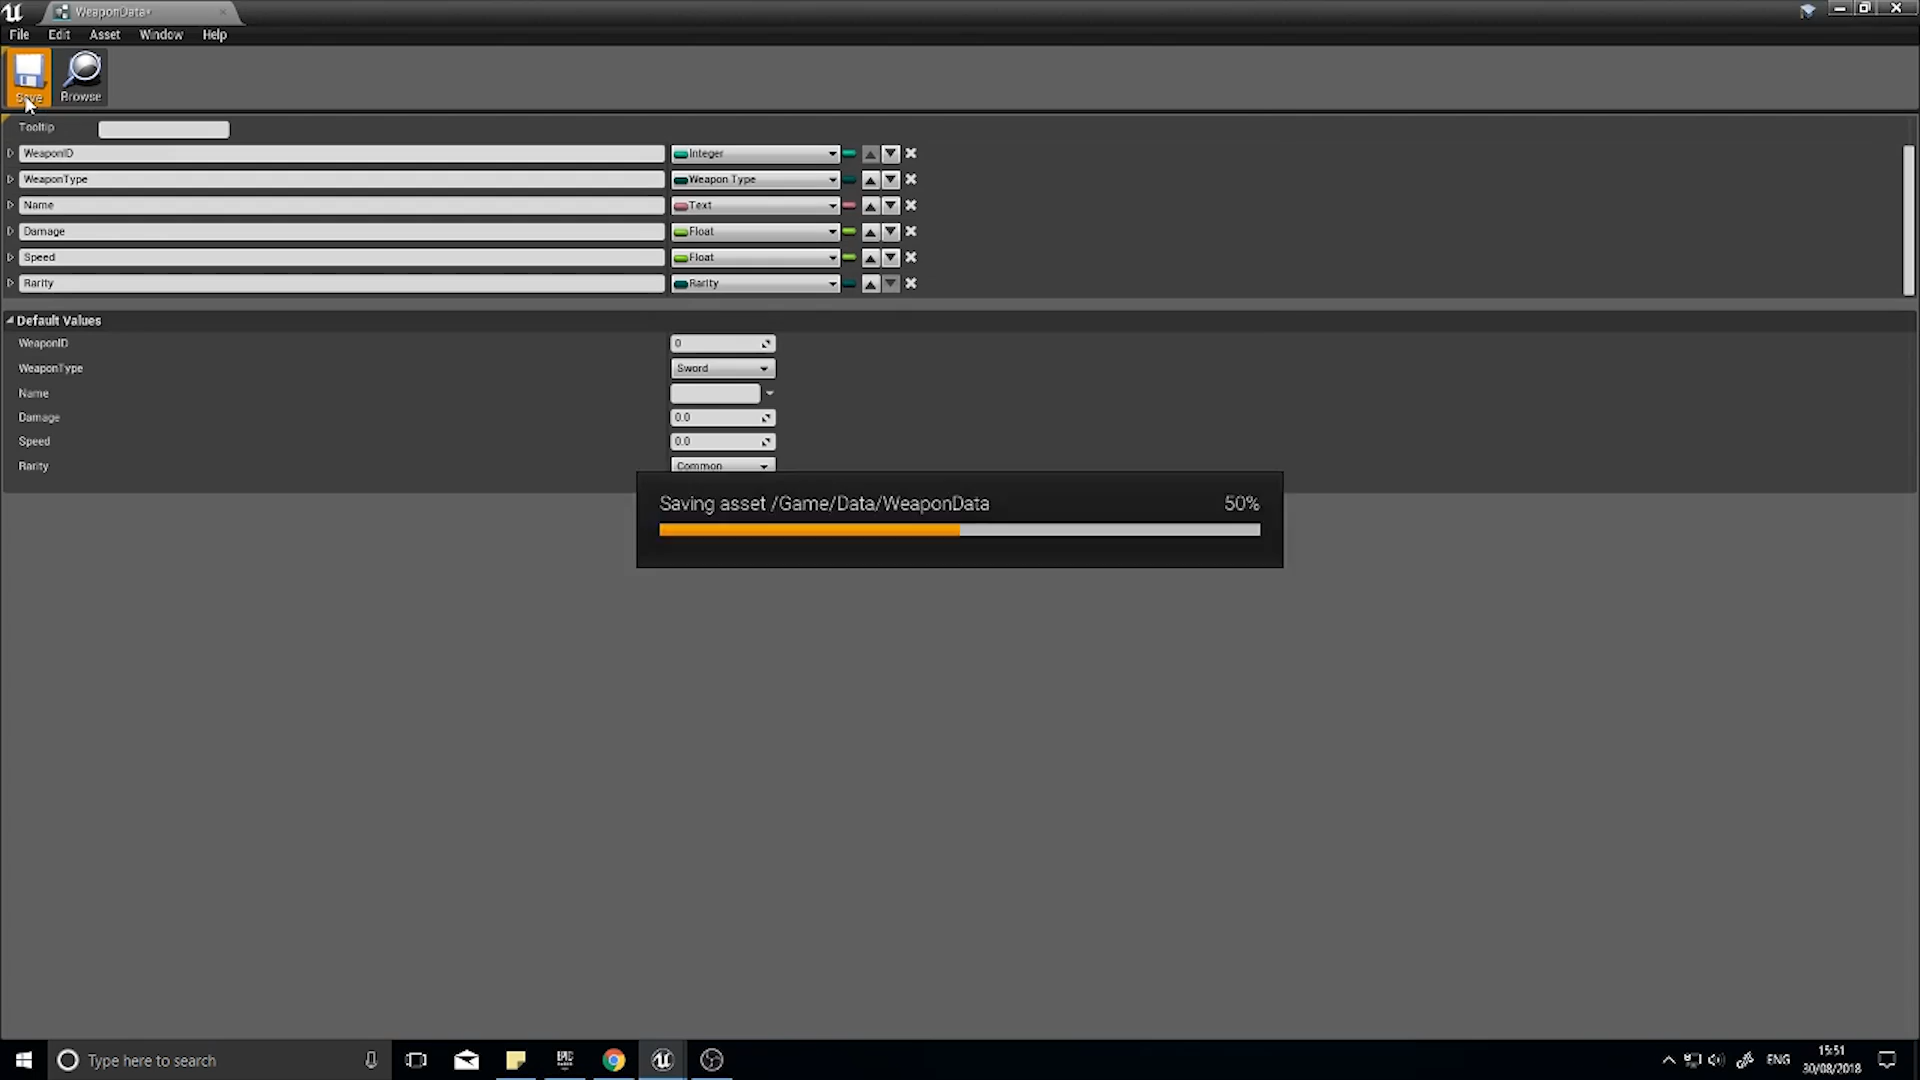 WeaponData*
File Edit Asset Window Help
Save Browse
Tooltip
WeaponID Integer
WeaponType Weapon Type
Name Text
Damage Float
Speed Float
Rarity Rarity
Default Values
WeaponID 0
WeaponType Sword
Name
Damage 0.0
Speed 0.0
Rarity Common
Saving asset /Game/Data/WeaponData 50%
Type here to search
EPIC
ENG
15:51
30/08/2018